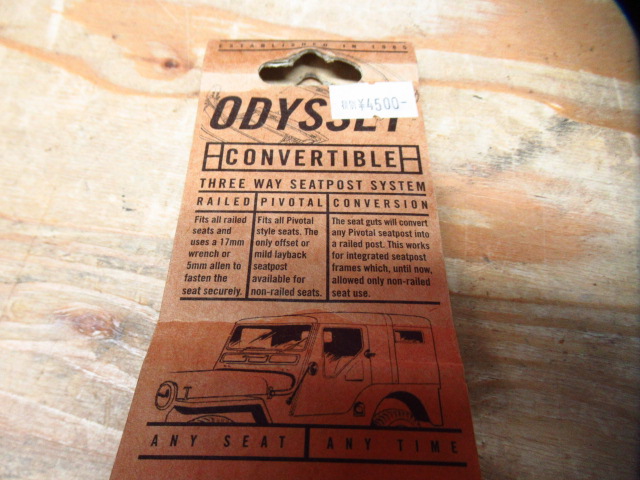 ESTABLISHED IN 1985
税別¥4500-
ODYSSEY
CONVERTIBLE
THREE WAY SEATPOST SYSTEM
RAILED
Fits all railed
seats and
uses a 17mm
wrench or
5mm allen to
fasten the
seat securely.
PIVOTAL
Fits all Pivotal
style seats. The
only offset or
mild layback
seatpost
available for
non-railed seats.
CONVERSION
The seat guts will convert
any Pivotal seatpost into
a railed post. This works
for integrated seatpost
frames which, until now,
allowed only non-railed
seat use.
ANY SEAT ANY TIME